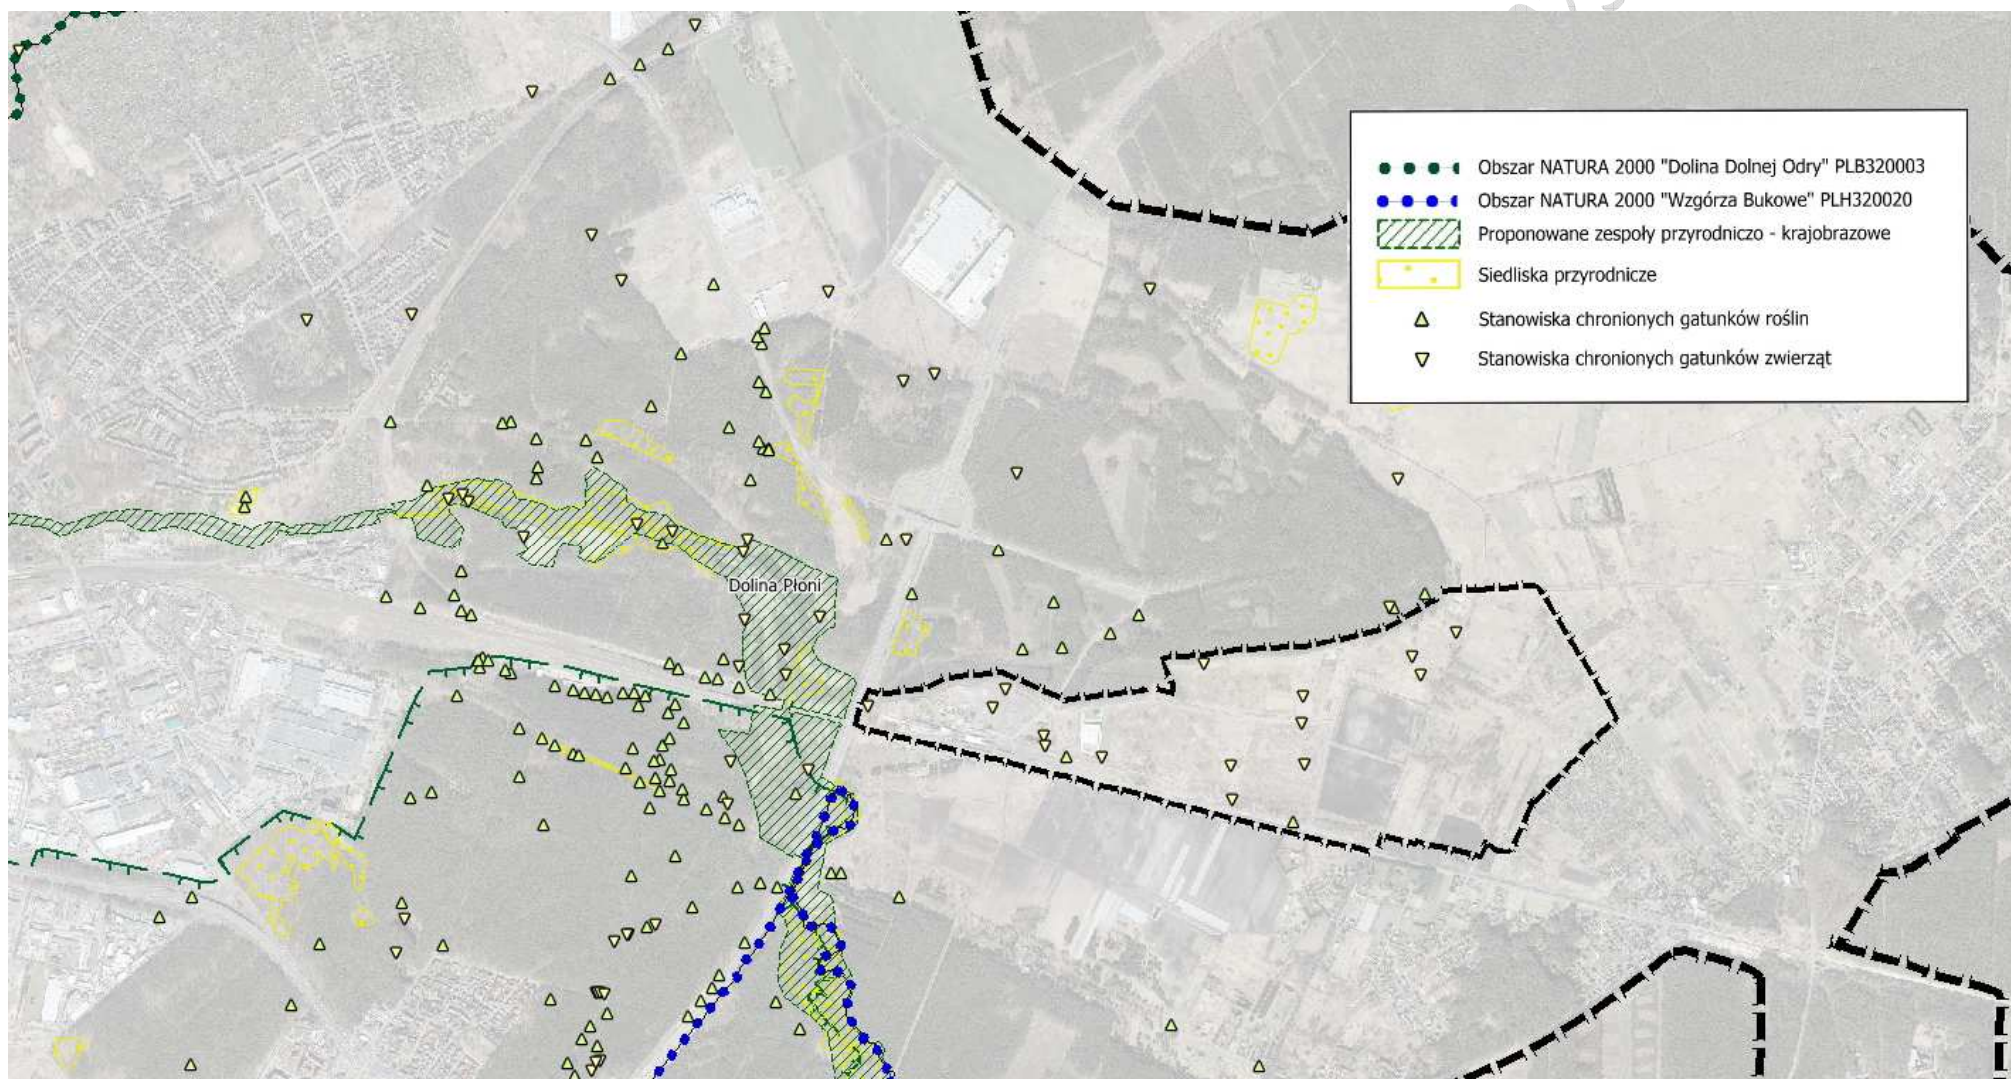 Obszar NATURA 2000 "Dolina Dolnej Odry" PLB320003
Obszar NATURA 2000 "Wzgórza Bukowe" PLH320020
Proponowane zespoły przyrodniczo - krajobrazowe
Siedliska przyrodnicze
Stanowiska chronionych gatunków roślin
Stanowiska chronionych gatunków zwierząt
Dolina Płoni